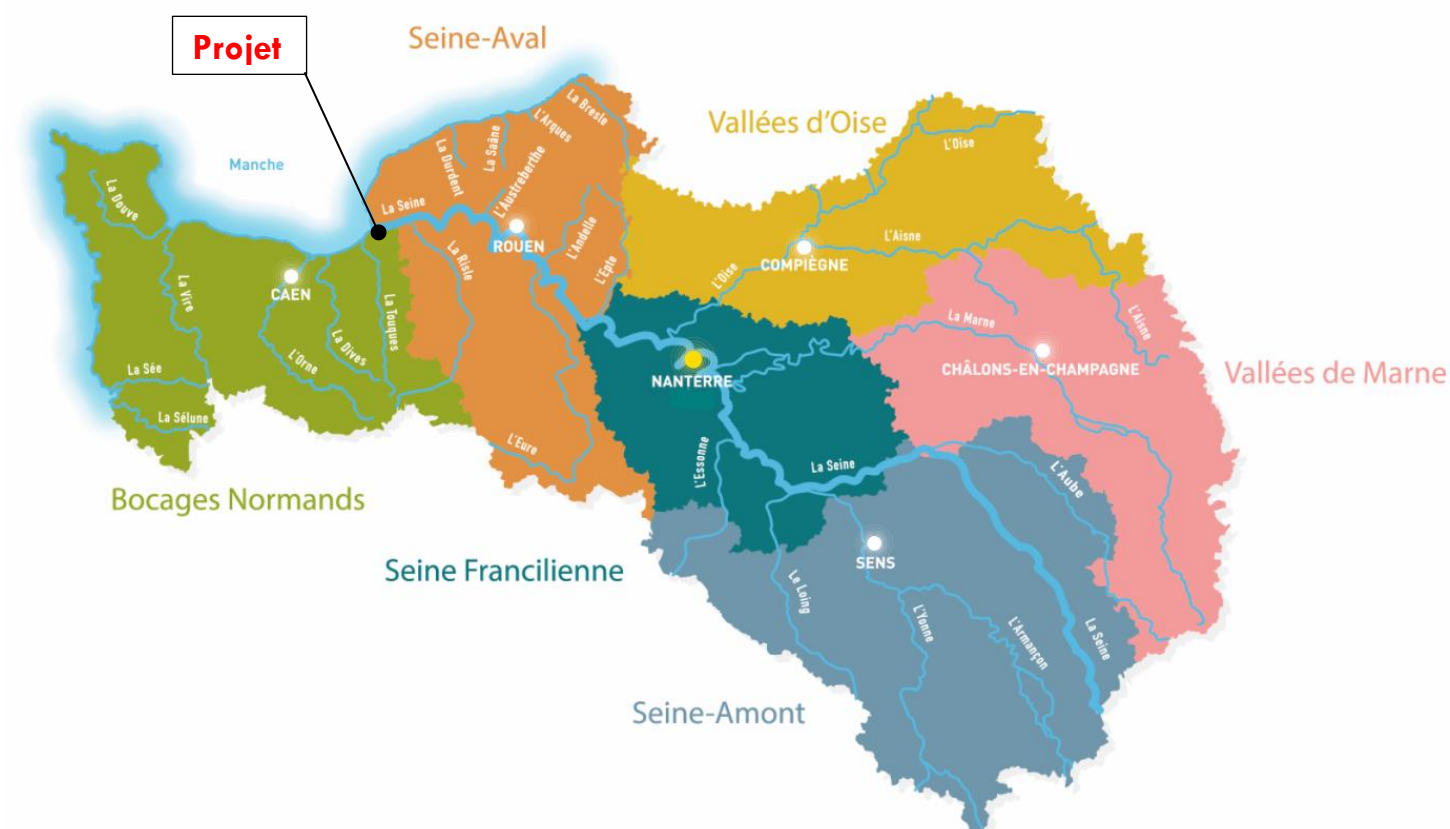 Projet
Seine-Aval
Vallées d'Oise
Manche
La Bresle
L'Arques
La Saâne
La Durdent
L'Austreberthe
La Seine
ROUEN
L'Andelle
L'Epte
La Risle
L'Eure
L'Oise
L'Aisne
COMPIÈGNE
L'Oise
La Douve
La Vire
CAEN
La Touques
La Dives
L'Orne
La Sée
La Sélune
Bocages Normands
NANTERRE
La Marne
L'Aisne
CHÂLONS-EN-CHAMPAGNE
Vallées de Marne
L'Essonne
La Seine
L'Aube
Seine Francilienne
SENS
Le Loing
L'Yonne
L'Armançon
La Seine
Seine-Amont